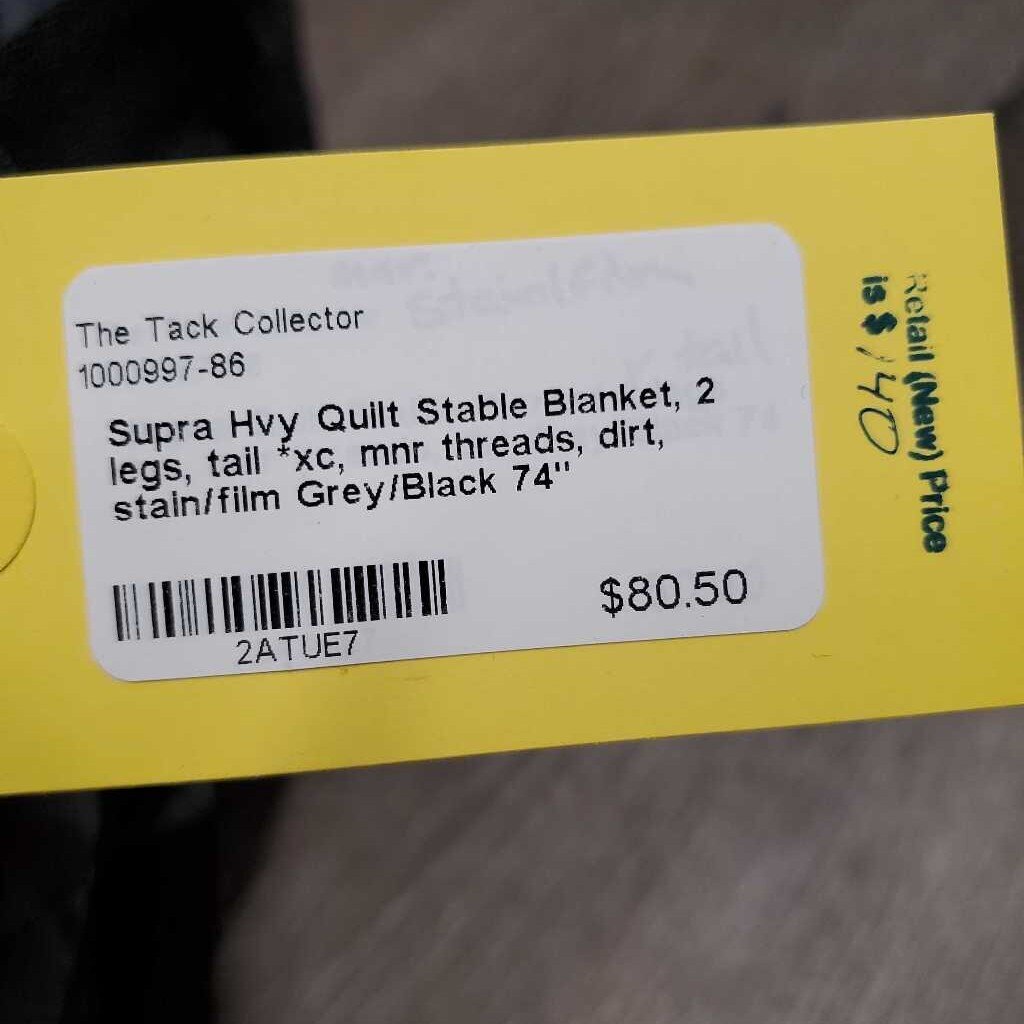 The Tack Collector
1000997-86
Supra Hvy Quilt Stable Blanket, 2
legs, tail *xc, mnr threads, dirt,
stain/film Grey/Black 74"
2ATUE7
$80.50
Retail (New) Price
is $ 140